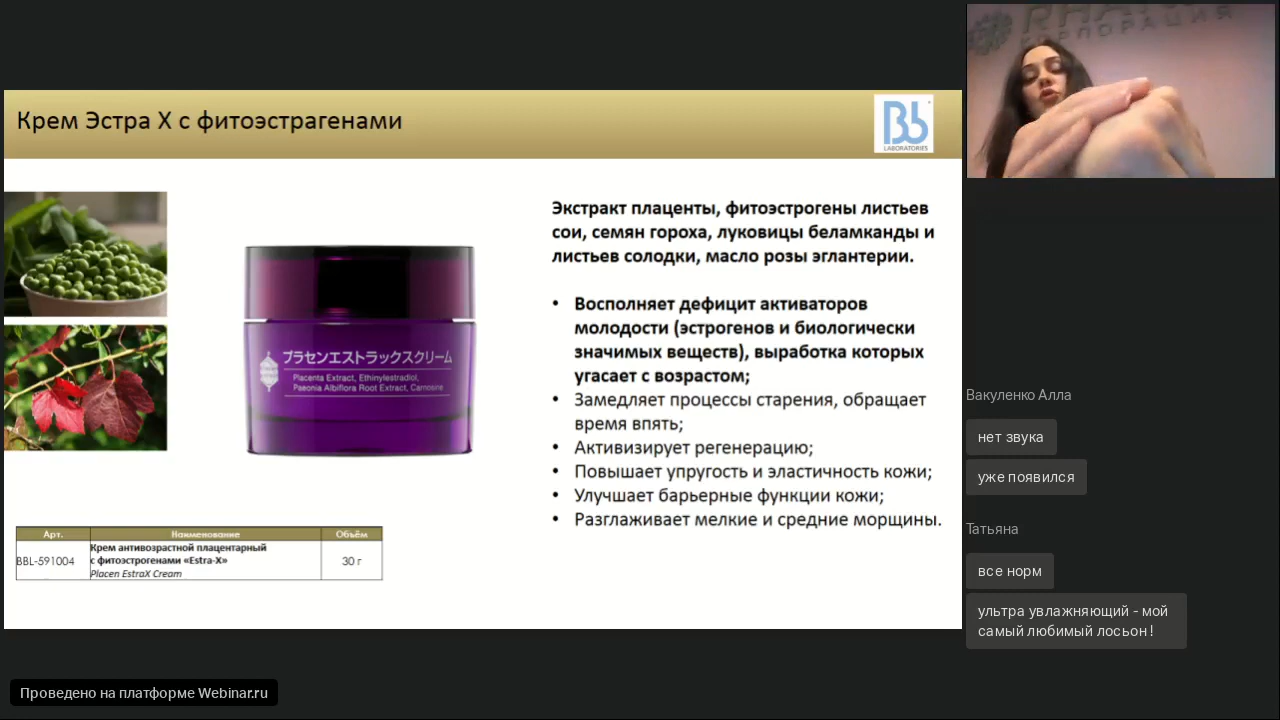 Крем Эстра Х с фитоэстрагенами
Bb
LABORATORIES
Экстракт плаценты, фитоэстрогены листьев
сои, семян гороха, луковицы беламканды и
листьев солодки, масло розы эглантерии.
• Восполняет дефицит активаторов
молодости (эстрогенов и биологически
значимых веществ), выработка которых
угасает с возрастом;
• Замедляет процессы старения, обращает
время впять;
• Активизирует регенерацию;
• Повышает упругость и эластичность кожи;
• Улучшает барьерные функции кожи;
• Разглаживает мелкие и средние морщины.
プラセンエストラックスクリーム
Placenta Extract, Ethinylestradiol,
Paeonia Albiflora Root Extract, Carnosine
Арт. Наименование Объём
BBL-591004 Крем антивозрастной плацентарный
с фитоэстрогенами «Estra-X»
Placen EstraX Cream
30 г
КОРПОРАЦИЯ
Вакуленко Алла
нет звука
уже появился
Татьяна
все норм
ультра увлажняющий - мой
самый любимый лосьон !
Проведено на платформе Webinar.ru